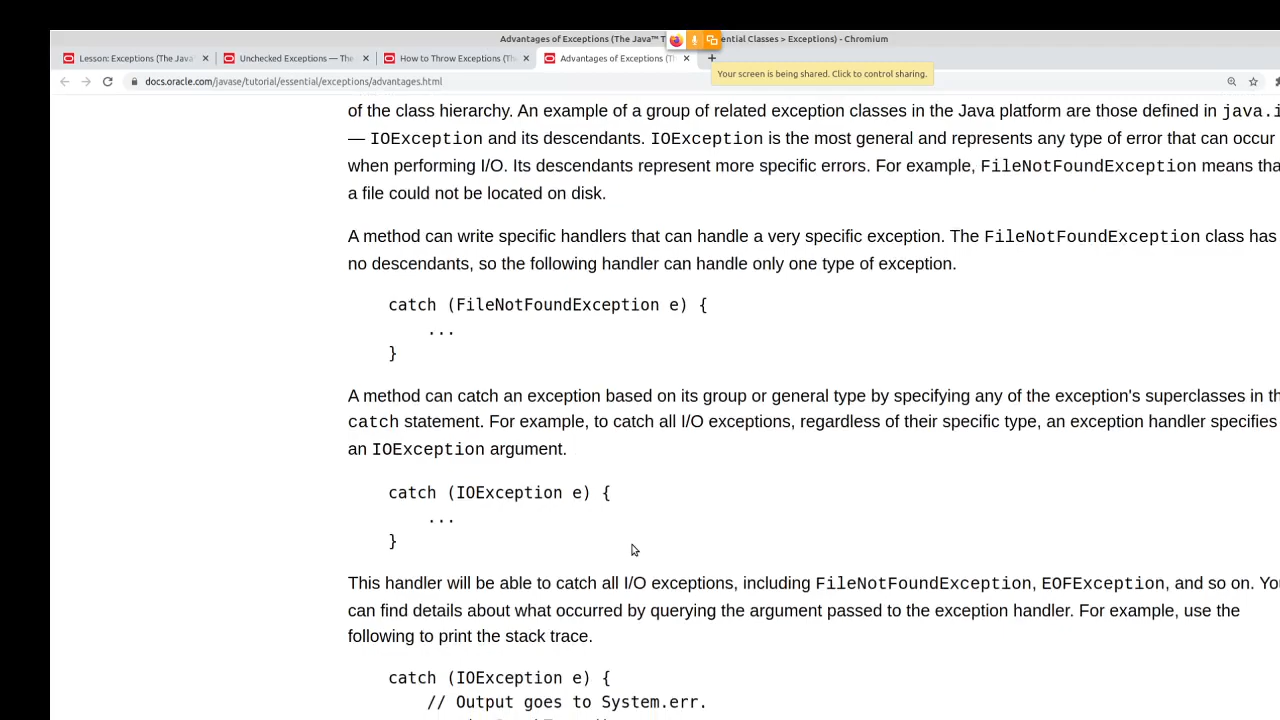 Advantages of Exceptions (The Java™ T ential Classes > Exceptions) - Chromium
Lesson: Exceptions (The Java
Unchecked Exceptions — The
How to Throw Exceptions (Th
Advantages of Exceptions (T
Your screen is being shared. Click to control sharing.
docs.oracle.com/javase/tutorial/essential/exceptions/advantages.html
of the class hierarchy. An example of a group of related exception classes in the Java platform are those defined in java.i
— IOException and its descendants. IOException is the most general and represents any type of error that can occur
when performing I/O. Its descendants represent more specific errors. For example, FileNotFoundException means tha
a file could not be located on disk.
A method can write specific handlers that can handle a very specific exception. The FileNotFoundException class has
no descendants, so the following handler can handle only one type of exception.
catch (FileNotFoundException e) {
...
}
A method can catch an exception based on its group or general type by specifying any of the exception's superclasses in th
catch statement. For example, to catch all I/O exceptions, regardless of their specific type, an exception handler specifies
an IOException argument.
catch (IOException e) {
...
}
This handler will be able to catch all I/O exceptions, including FileNotFoundException, EOFException, and so on. You
can find details about what occurred by querying the argument passed to the exception handler. For example, use the
following to print the stack trace.
catch (IOException e) {
// Output goes to System.err.